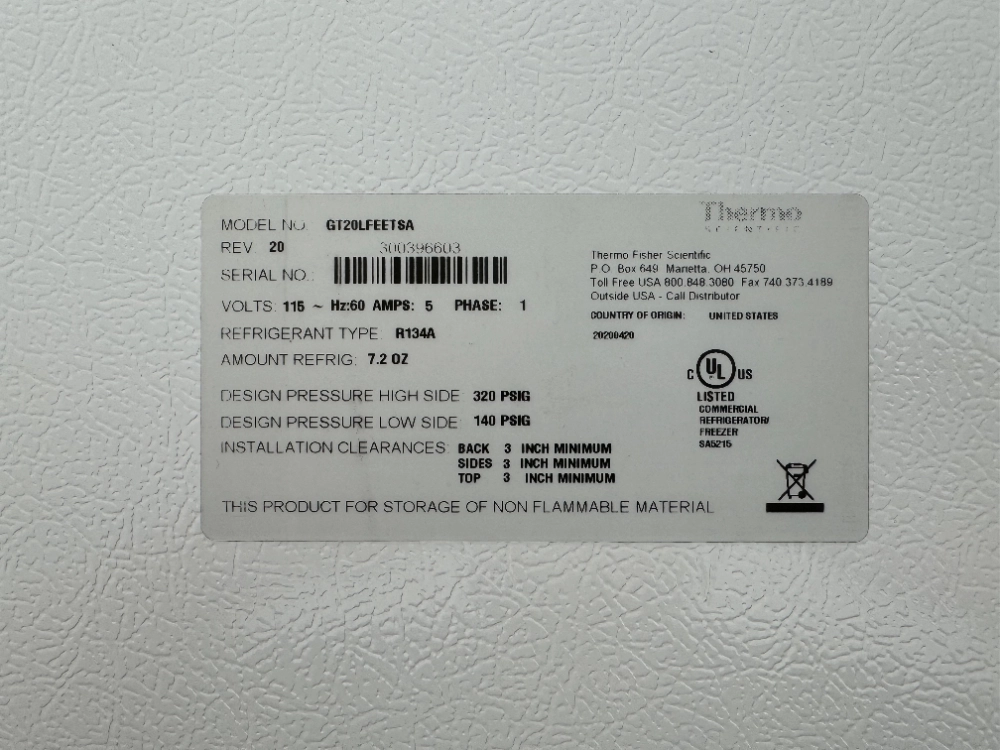 Thermo
SCIENTIFIC
MODEL NO. GT20LFEETSA
REV. 20
300396603
SERIAL NO.:
VOLTS: 115 ~ Hz:60 AMPS: 5 PHASE: 1
REFRIGERANT TYPE R134A
AMOUNT REFRIG: 7.2 OZ
DESIGN PRESSURE HIGH SIDE 320 PSIG
DESIGN PRESSURE LOW SIDE 140 PSIG
INSTALLATION CLEARANCES: BACK 3 INCH MINIMUM
SIDES 3 INCH MINIMUM
TOP 3 INCH MINIMUM
THIS PRODUCT FOR STORAGE OF NON FLAMMABLE MATERIAL
Thermo Fisher Scientific
P.O. Box 649 Marietta, OH 45750
Toll Free USA 800.848.3080 Fax 740.373.4189
Outside USA - Call Distributor
COUNTRY OF ORIGIN: UNITED STATES
20200420
C UL US
LISTED
COMMERCIAL
REFRIGERATOR/
FREEZER
SA5215